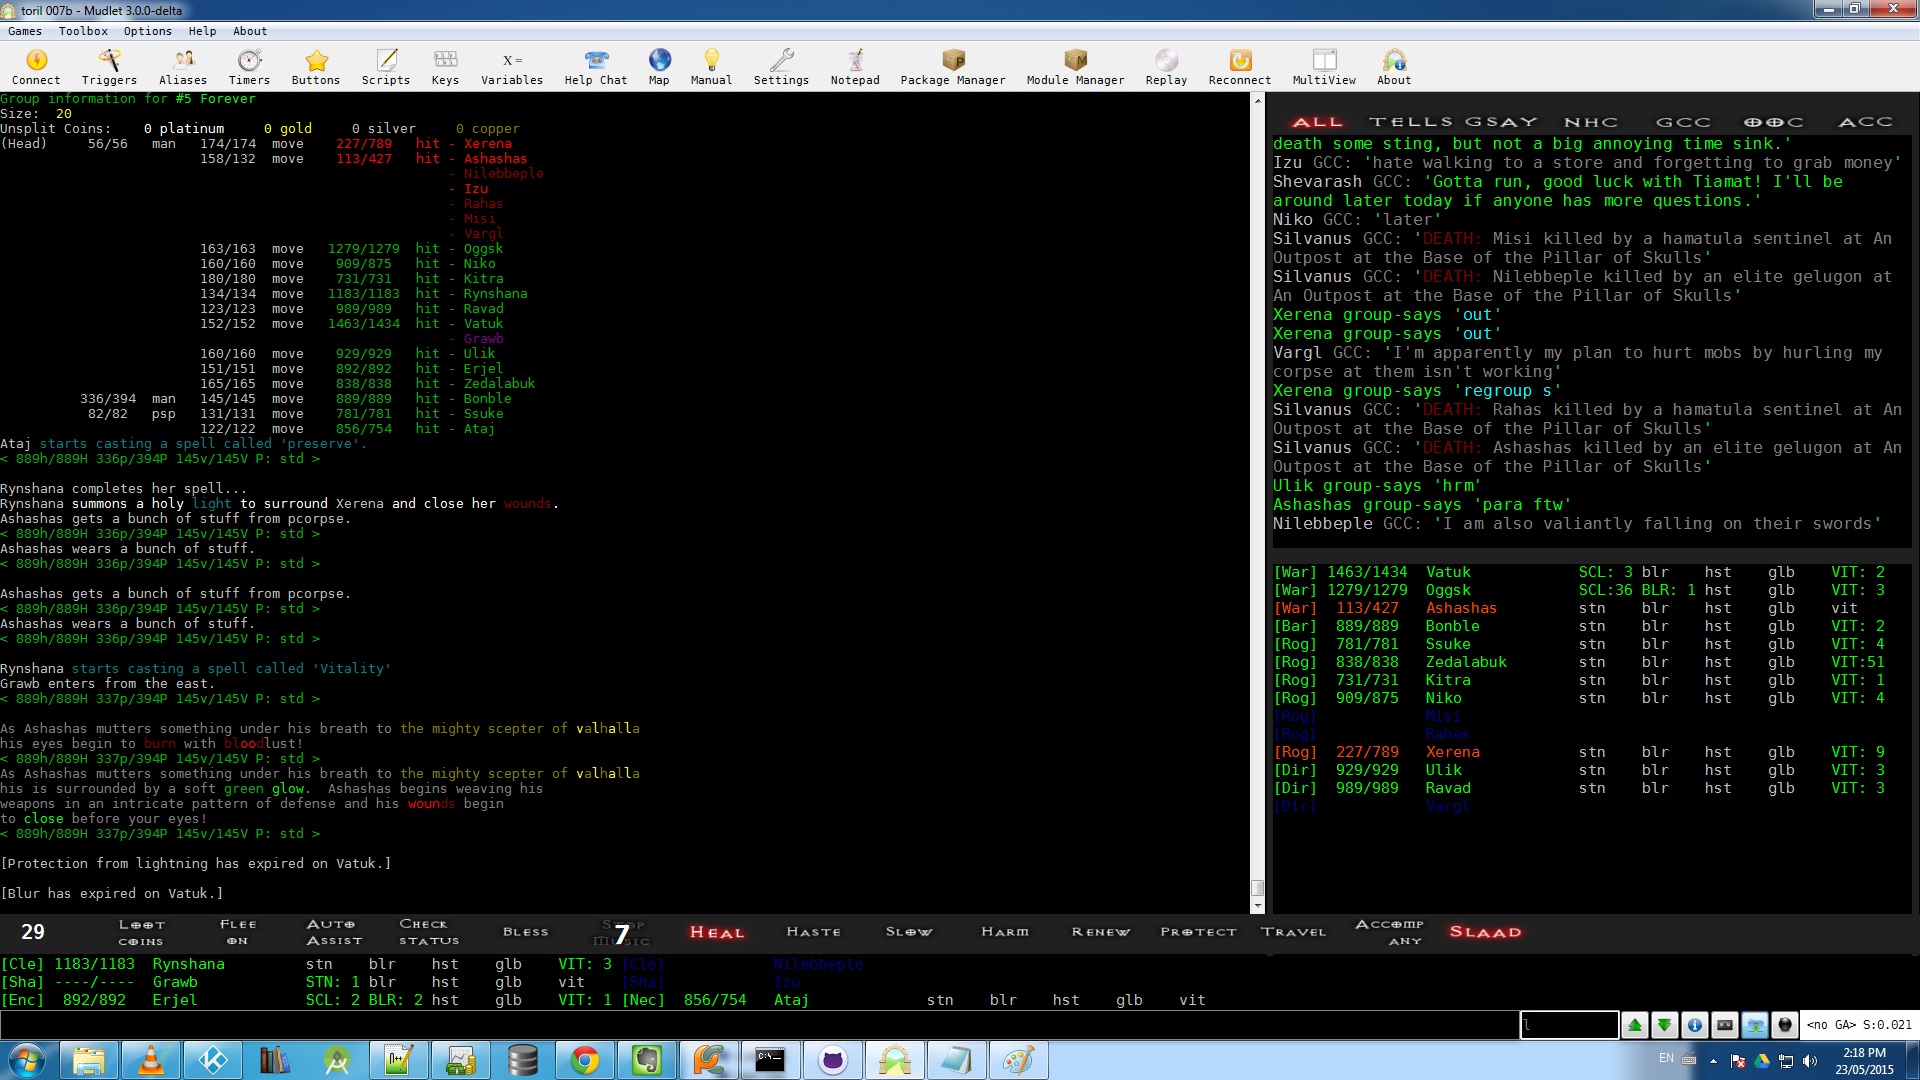 toril 007b - Mudlet 3.0.0-delta
Games Toolbox Options Help About
Connect Triggers Aliases Timers Buttons Scripts Keys Variables Help Chat Map Manual Settings Notepad Package Manager Module Manager Replay Reconnect MultiView About
Group information for #5 Forever
Size: 20
Unsplit Coins: 0 platinum 0 gold 0 silver 0 copper
(Head) 56/56 man 174/174 move 227/789 hit - Xerena
158/132 move 113/427 hit - Ashashas
- Nilebbeple
- Izu
- Rahas
- Misi
- Vargl
163/163 move 1279/1279 hit - Oggsk
160/160 move 909/875 hit - Niko
180/180 move 731/731 hit - Kitra
134/134 move 1183/1183 hit - Rynshana
123/123 move 989/989 hit - Ravad
152/152 move 1463/1434 hit - Vatuk
- Grawb
160/160 move 929/929 hit - Ulik
151/151 move 892/892 hit - Erjel
165/165 move 838/838 hit - Zedalabuk
336/394 man 145/145 move 889/889 hit - Bonble
82/82 psp 131/131 move 781/781 hit - Ssuke
122/122 move 856/754 hit - Ataj
Ataj starts casting a spell called 'preserve'.
< 889h/889H 336p/394P 145v/145V P: std >
Rynshana completes her spell...
Rynshana summons a holy light to surround Xerena and close her wounds.
Ashashas gets a bunch of stuff from pcorpse.
< 889h/889H 336p/394P 145v/145V P: std >
Ashashas wears a bunch of stuff.
< 889h/889H 336p/394P 145v/145V P: std >
Ashashas gets a bunch of stuff from pcorpse.
< 889h/889H 336p/394P 145v/145V P: std >
Ashashas wears a bunch of stuff.
< 889h/889H 336p/394P 145v/145V P: std >
Rynshana starts casting a spell called 'Vitality'
Grawb enters from the east.
< 889h/889H 337p/394P 145v/145V P: std >
As Ashashas mutters something under his breath to the mighty scepter of valhalla
his eyes begin to burn with bloodlust!
< 889h/889H 337p/394P 145v/145V P: std >
As Ashashas mutters something under his breath to the mighty scepter of valhalla
his is surrounded by a soft green glow. Ashashas begins weaving his
weapons in an intricate pattern of defense and his wounds begin
to close before your eyes!
< 889h/889H 337p/394P 145v/145V P: std >
[Protection from lightning has expired on Vatuk.]
[Blur has expired on Vatuk.]
ALL TELLS GSAY NHC GCC OOC ACC
death some sting, but not a big annoying time sink.'
Izu GCC: 'hate walking to a store and forgetting to grab money'
Shevarash GCC: 'Gotta run, good luck with Tiamat! I'll be
around later today if anyone has more questions.'
Niko GCC: 'later'
Silvanus GCC: 'DEATH: Misi killed by a hamatula sentinel at An
Outpost at the Base of the Pillar of Skulls'
Silvanus GCC: 'DEATH: Nilebbeple killed by an elite gelugon at
An Outpost at the Base of the Pillar of Skulls'
Xerena group-says 'out'
Xerena group-says 'out'
Vargl GCC: 'I'm apparently my plan to hurt mobs by hurling my
corpse at them isn't working'
Xerena group-says 'regroup s'
Silvanus GCC: 'DEATH: Rahas killed by a hamatula sentinel at An
Outpost at the Base of the Pillar of Skulls'
Silvanus GCC: 'DEATH: Ashashas killed by an elite gelugon at An
Outpost at the Base of the Pillar of Skulls'
Ulik group-says 'hrm'
Ashashas group-says 'para ftw'
Nilebbeple GCC: 'I am also valiantly falling on their swords'
[War] 1463/1434 Vatuk SCL: 3 blr hst glb VIT: 2
[War] 1279/1279 Oggsk SCL:36 BLR: 1 hst glb VIT: 3
[War] 113/427 Ashashas stn blr hst glb vit
[Bar] 889/889 Bonble stn blr hst glb VIT: 2
[Rog] 781/781 Ssuke stn blr hst glb VIT: 4
[Rog] 838/838 Zedalabuk stn blr hst glb VIT:51
[Rog] 731/731 Kitra stn blr hst glb VIT: 1
[Rog] 909/875 Niko stn blr hst glb VIT: 4
[Rog] Misi
[Rog] Rahas
[Rog] 227/789 Xerena stn blr hst glb VIT: 9
[Dir] 929/929 Ulik stn blr hst glb VIT: 3
[Dir] 989/989 Ravad stn blr hst glb VIT: 3
[Dir] Vargl
29 LOOT COINS FLEE ON AUTO ASSIST CHECK STATUS BLESS STOP MUSIC 7 HEAL HASTE SLOW HARM RENEW PROTECT TRAVEL ACCOMPANY SLAAD
[Cle] 1183/1183 Rynshana stn blr hst glb VIT: 3 [Cle] Nilebbeple
[Sha] ----/---- Grawb STN: 1 blr hst glb vit [Sha] Izu
[Enc] 892/892 Erjel SCL: 2 BLR: 2 hst glb VIT: 1 [Nec] 856/754 Ataj stn blr hst glb vit
l
<no GA> S:0.021
EN
2:18 PM
23/05/2015